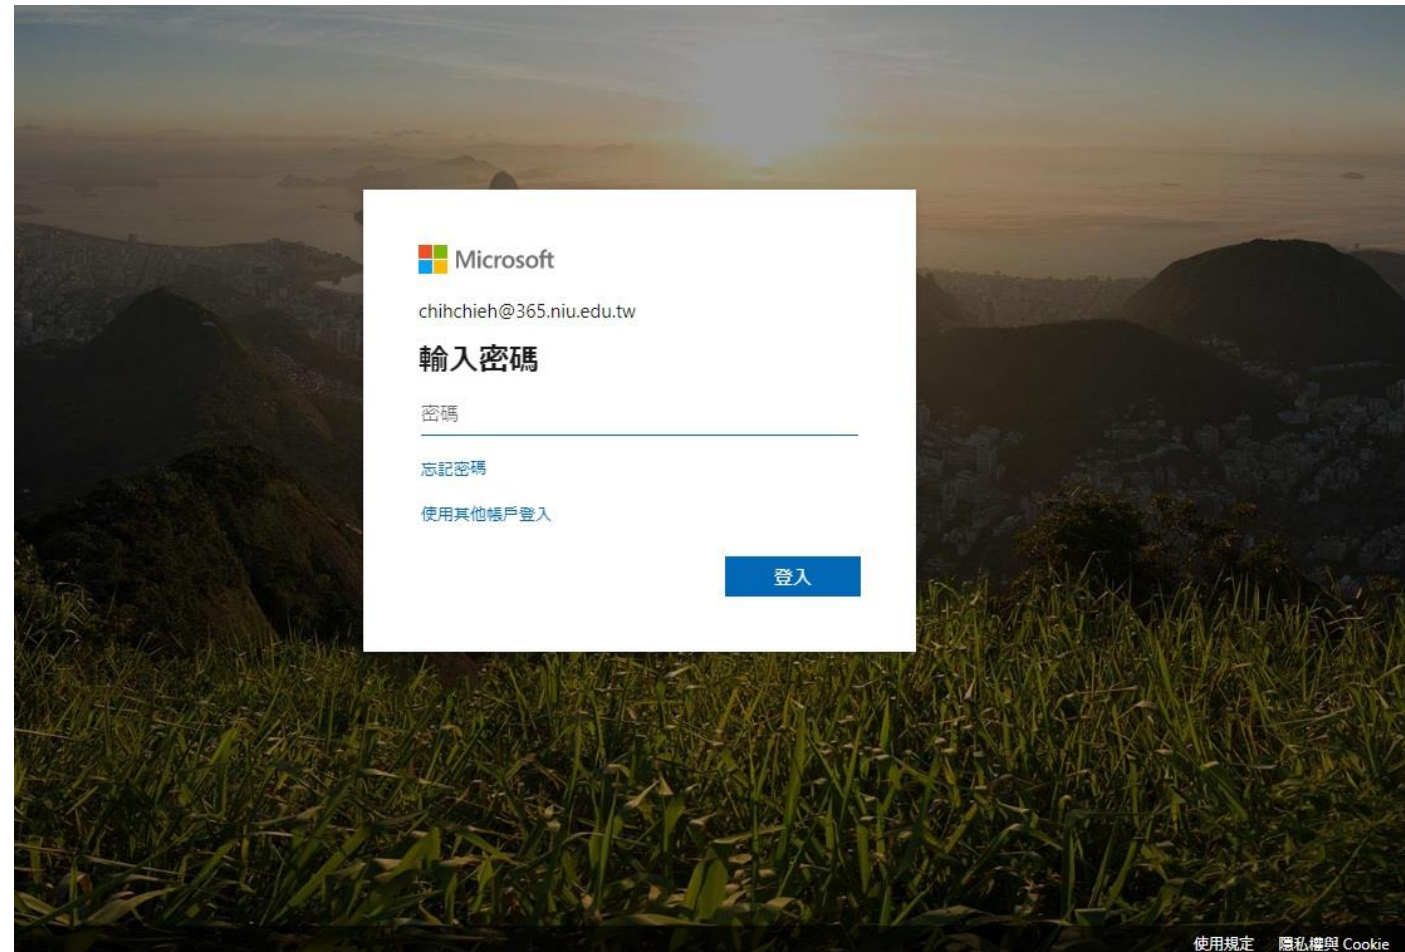 Microsoft
chihchieh@365.niu.edu.tw
輸入密碼
密碼
忘記密碼
使用其他帳戶登入
登入
使用規定 隱私權與 Cookie